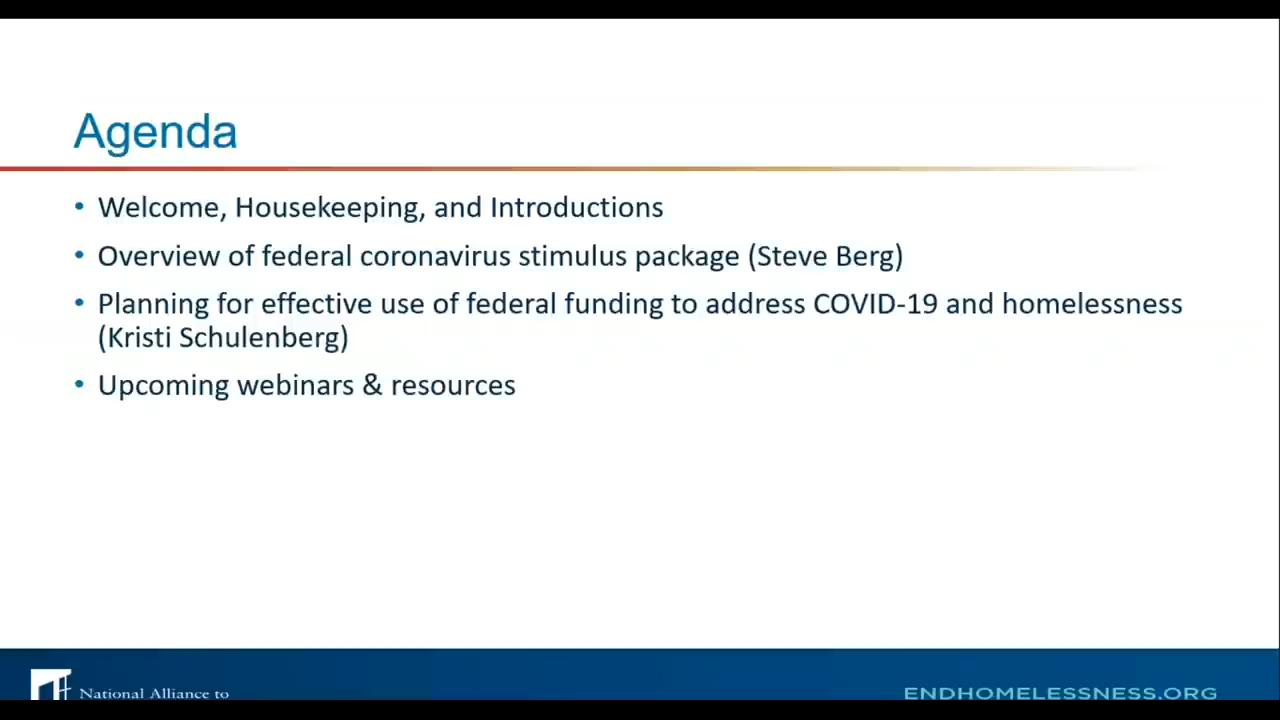 Agenda
• Welcome, Housekeeping, and Introductions
• Overview of federal coronavirus stimulus package (Steve Berg)
• Planning for effective use of federal funding to address COVID-19 and homelessness
(Kristi Schulenberg)
• Upcoming webinars & resources
National Alliance to
ENDHOMELESSNESS.ORG